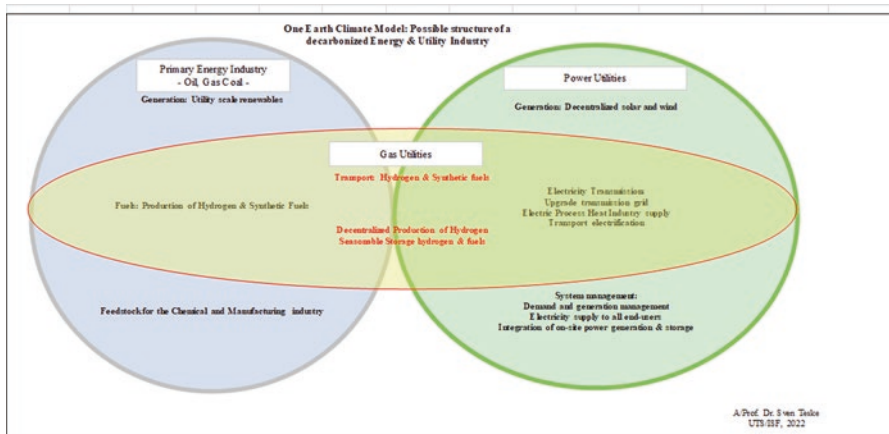 One Earth Climate Model: Possible structure of a
decarbonized Energy & Utility Industry
Primary Energy Industry
- Oil, Gas Coal -
Generation: Utility scale renewables
Power Utilities
Generation: Decentralized solar and wind
Gas Utilities
Transport: Hydrogen & Synthetic fuels
Fuels: Production of Hydrogen & Synthetic Fuels
Decentralized Production of Hydrogen
Seasonable Storage hydrogen & fuels
Electricity Transmission:
Upgrade transmission grid
Electric Process Heat Industry supply
Transport electrification
Feedstock for the Chemical and Manufacturing industry
System management:
Demand and generation management
Electricity supply to all end-users
Integration of on-site power generation & storage
A/Prof. Dr. Sven Teske
UTS/ISF, 2022